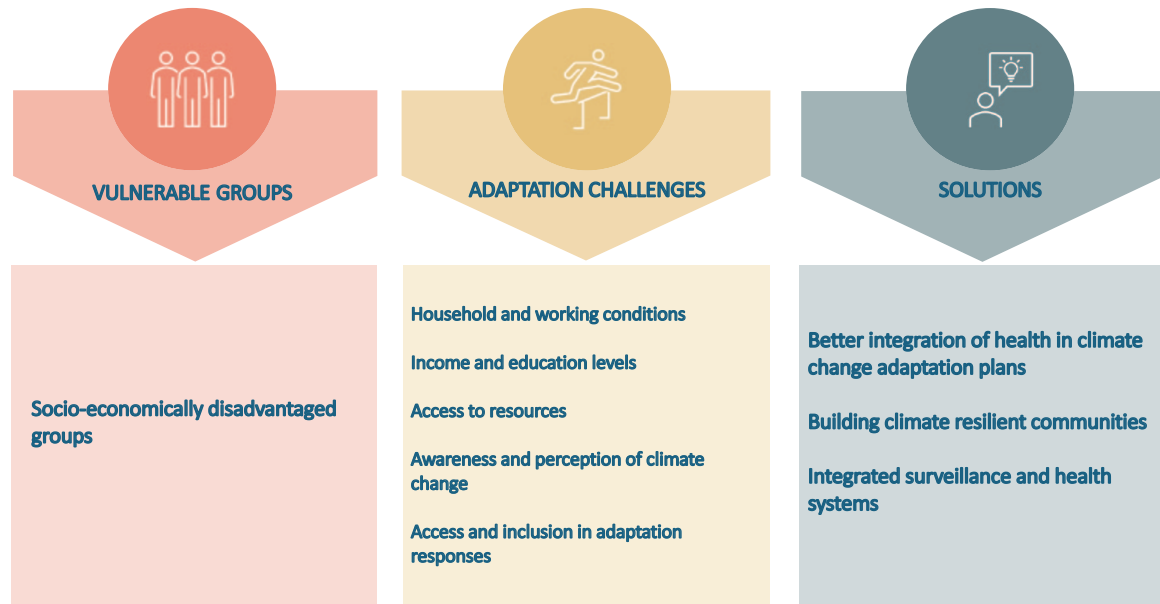 VULNERABLE GROUPS
Socio-economically disadvantaged
groups
ADAPTATION CHALLENGES
Household and working conditions
Income and education levels
Access to resources
Awareness and perception of climate
change
Access and inclusion in adaptation
responses
SOLUTIONS
Better integration of health in climate
change adaptation plans
Building climate resilient communities
Integrated surveillance and health
systems